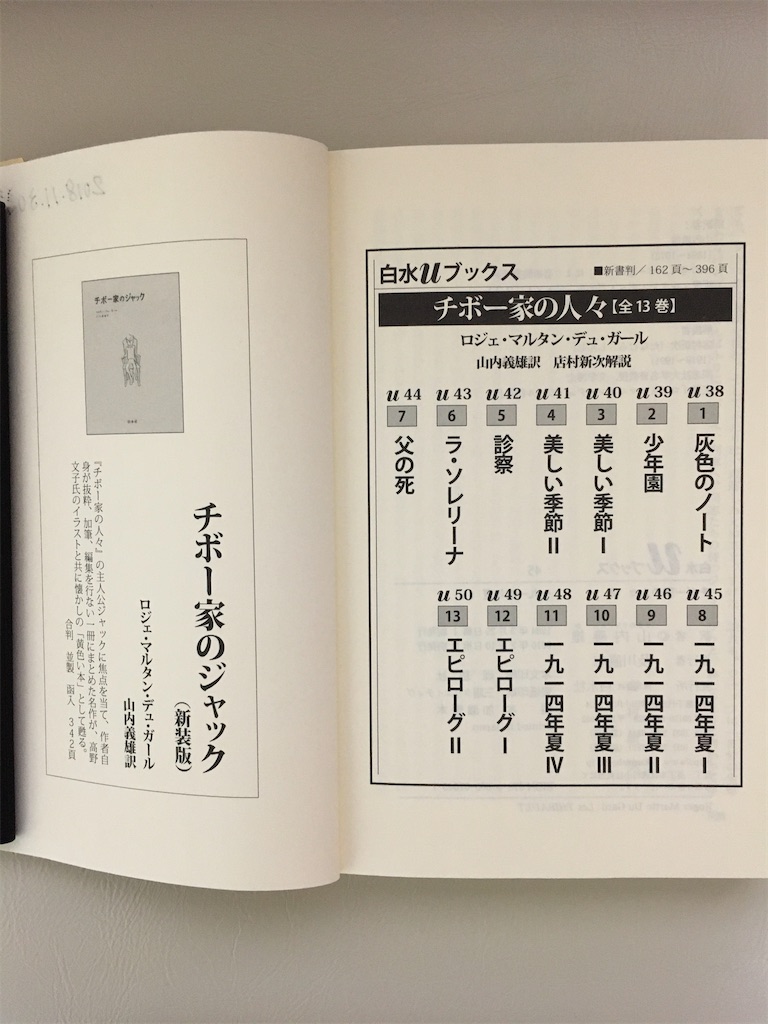 白水uブックス
■新書判／162頁～396頁
チボー家の人々【全13巻】
ロジェ・マルタン・デュ・ガール
山内義雄訳　店村新次解説
u38 1 灰色のノート
u39 2 少年園
u40 3 美しい季節Ⅰ
u41 4 美しい季節Ⅱ
u42 5 診察
u43 6 ラ・ソレリーナ
u44 7 父の死
u45 8 一九一四年夏Ⅰ
u46 9 一九一四年夏Ⅱ
u47 10 一九一四年夏Ⅲ
u48 11 一九一四年夏Ⅳ
u49 12 エピローグⅠ
u50 13 エピローグⅡ
チボー家のジャック
チボー家のジャック
（新装版）
ロジェ・マルタン・デュ・ガール
山内義雄訳
『チボー家の人々』の主人公ジャックに焦点を当て、作者自
身が抜粋、加筆、編集を行ない一冊にまとめた名作が、高野
文子氏のイラストと共に懐かしの「黄色い本」として甦る。
合判　並製　函入　342頁